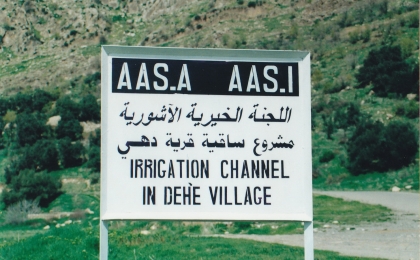 AAS.A AAS.I
اللجنة الخيرية الآشورية
مشروع ساقية قرية دهي
IRRIGATION CHANNEL
IN DEHE VILLAGE